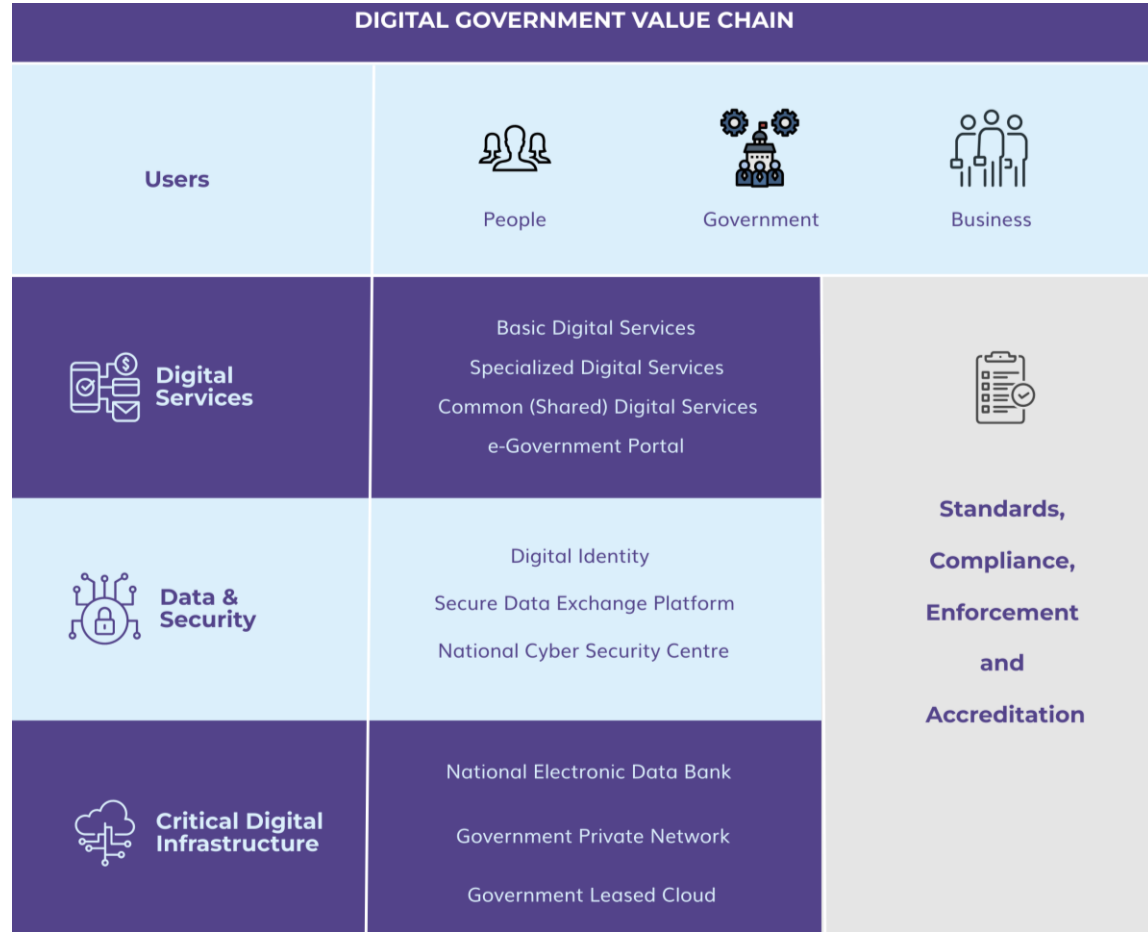 DIGITAL GOVERNMENT VALUE CHAIN
Users
People
Government
Business
Digital
Services
Basic Digital Services
Specialized Digital Services
Common (Shared) Digital Services
e-Government Portal
Data &
Security
Digital Identity
Secure Data Exchange Platform
National Cyber Security Centre
Critical Digital
Infrastructure
National Electronic Data Bank
Government Private Network
Government Leased Cloud
Standards,
Compliance,
Enforcement
and
Accreditation